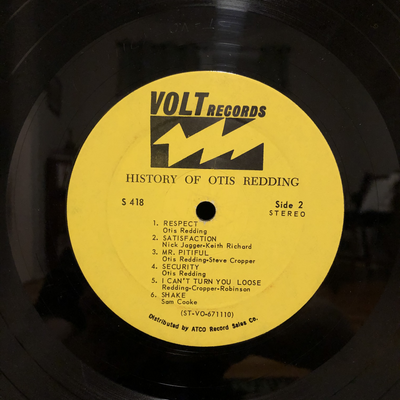 VOLT RECORDS
HISTORY OF OTIS REDDING
S 418 Side 2
STEREO
1. RESPECT
Otis Redding
2. SATISFACTION
Nick Jagger-Keith Richard
3. MR. PITIFUL
Otis Redding-Steve Cropper
4. SECURITY
Otis Redding
5. I CAN'T TURN YOU LOOSE
Redding-Cropper-Robinson
6. SHAKE
Sam Cooke
(ST-VO-671110)
Distributed by ATCO Record Sales Co.